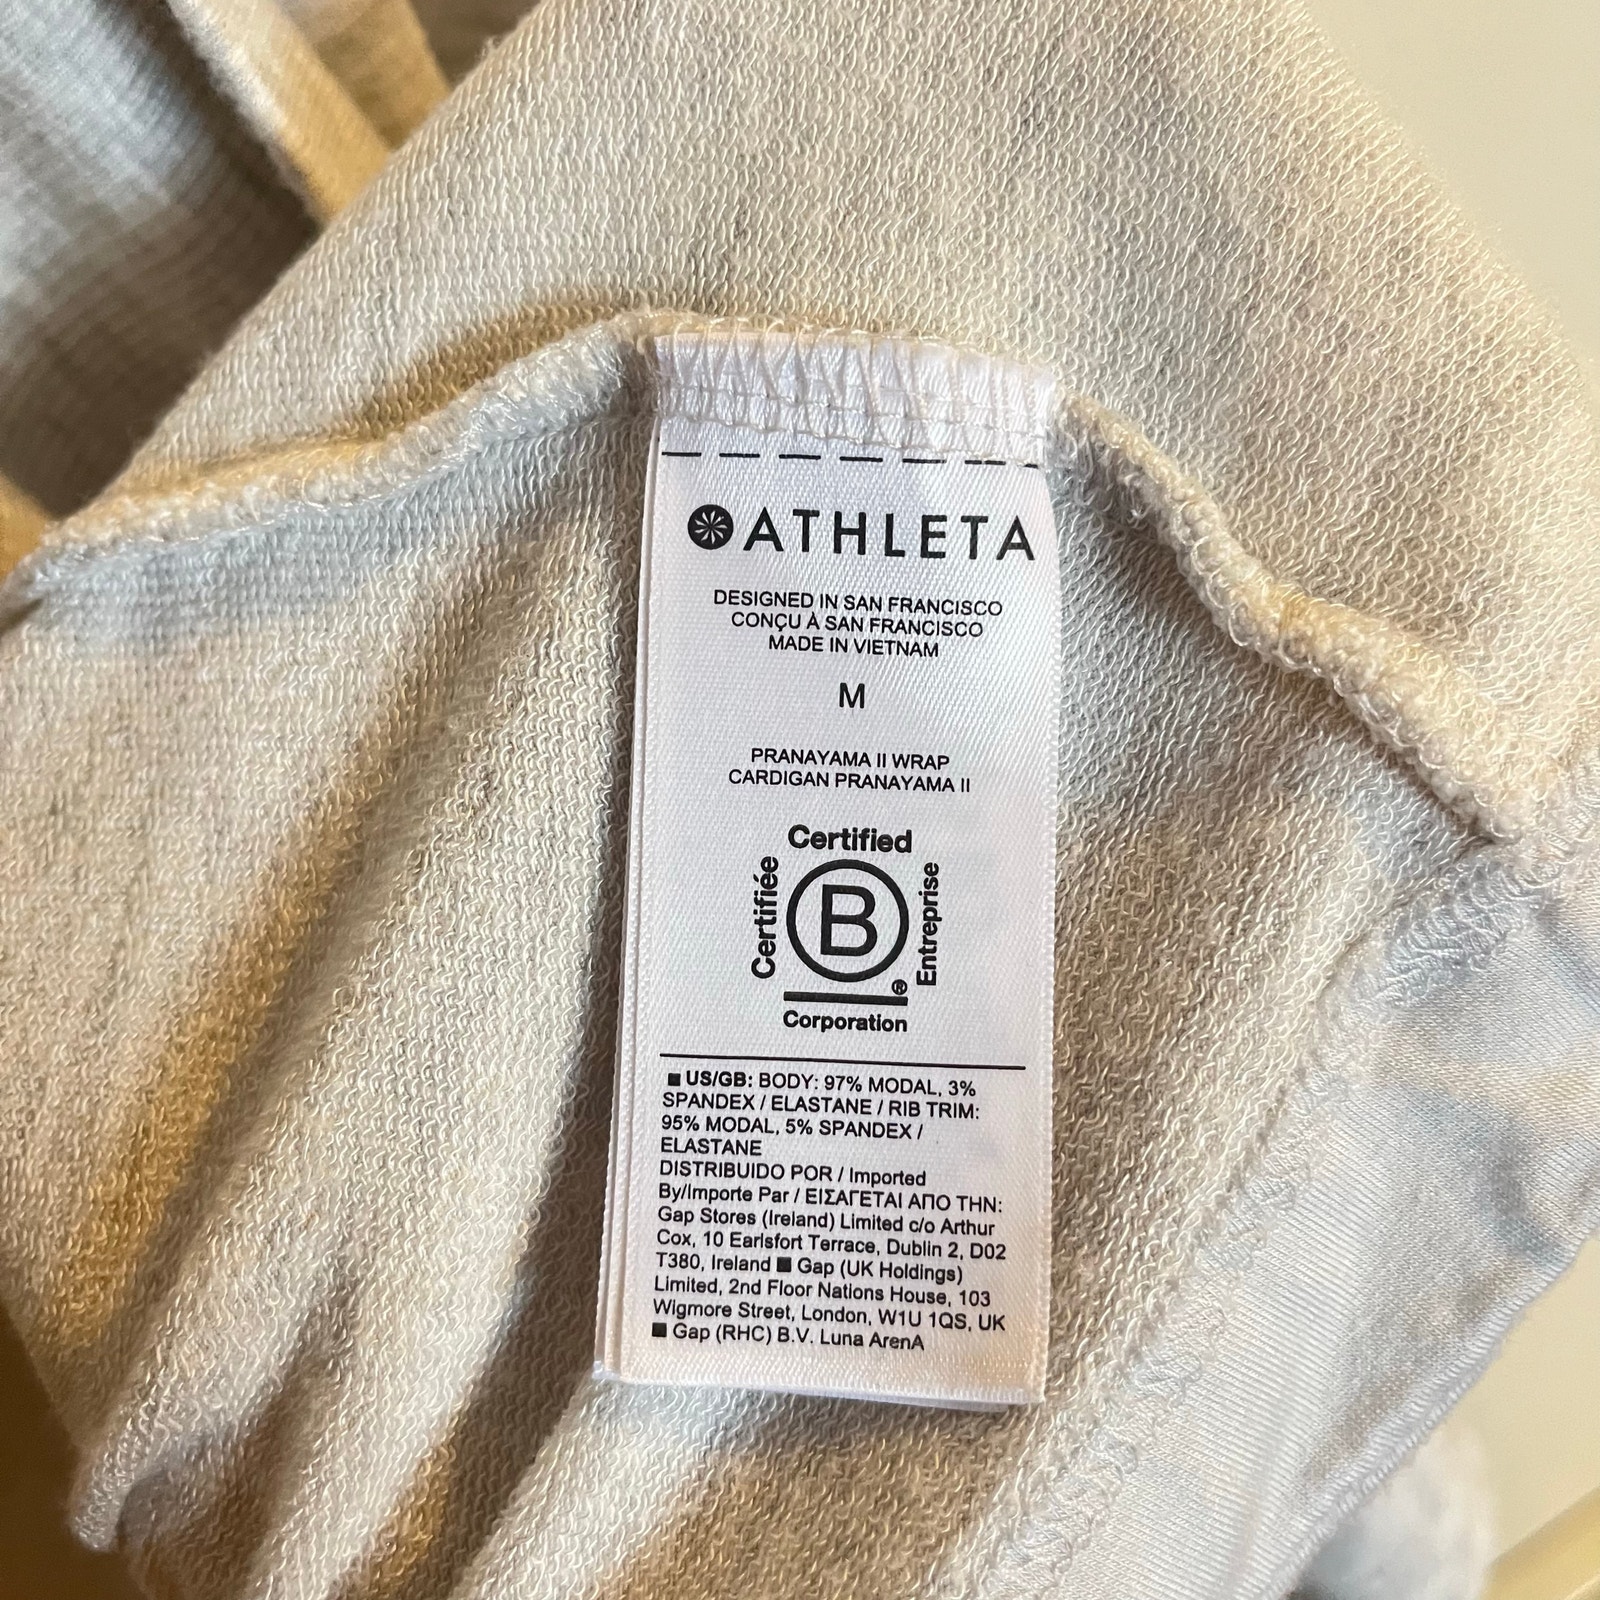 ATHLETA
DESIGNED IN SAN FRANCISCO
CONÇU À SAN FRANCISCO
MADE IN VIETNAM
M
PRANAYAMA II WRAP
CARDIGAN PRANAYAMA II
Certified
Certifiée
B
Entreprise
®
Corporation
■ US/GB: BODY: 97% MODAL, 3%
SPANDEX / ELASTANE / RIB TRIM:
95% MODAL, 5% SPANDEX /
ELASTANE
DISTRIBUIDO POR / Imported
By/Importe Par / ΕΙΣΑΓΕΤΑΙ ΑΠΟ ΤΗΝ:
Gap Stores (Ireland) Limited c/o Arthur
Cox, 10 Earlsfort Terrace, Dublin 2, D02
T380, Ireland ■ Gap (UK Holdings)
Limited, 2nd Floor Nations House, 103
Wigmore Street, London, W1U 1QS, UK
■ Gap (RHC) B.V. Luna ArenA